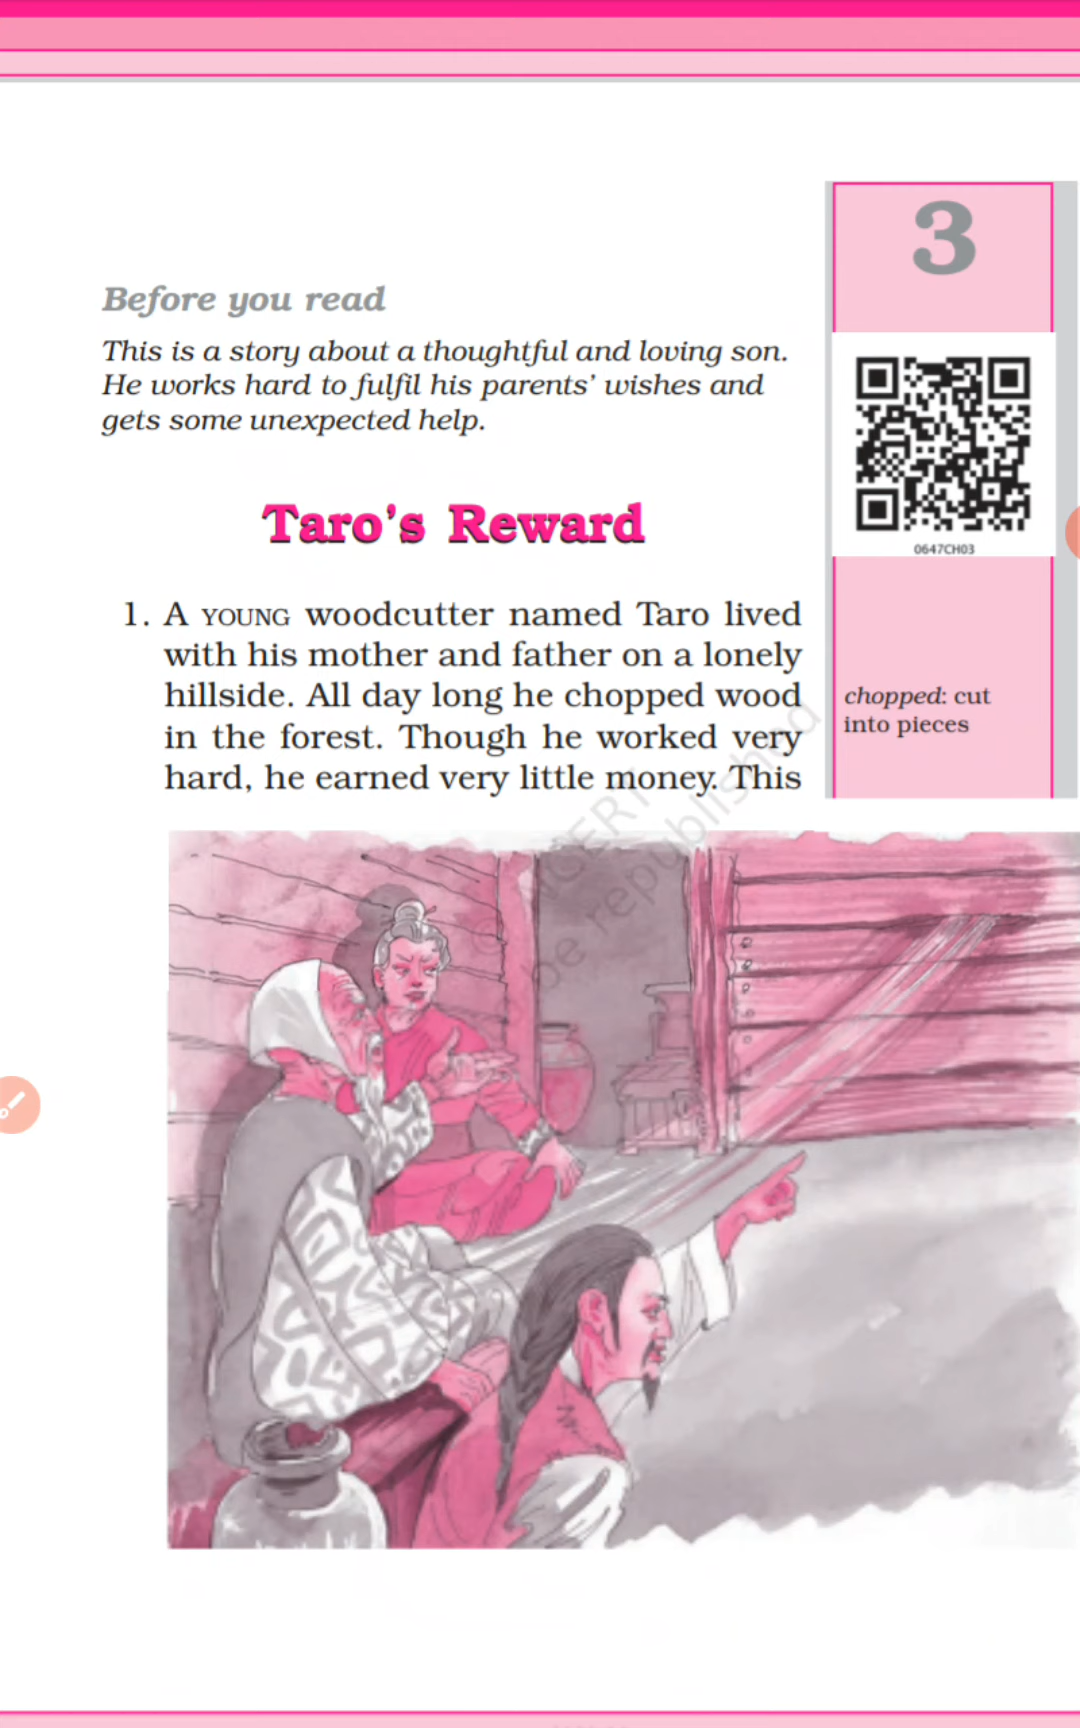 3
Before you read
This is a story about a thoughtful and loving son.
He works hard to fulfil his parents' wishes and
gets some unexpected help.
0647CH03
Taro's Reward
1. A YOUNG woodcutter named Taro lived
with his mother and father on a lonely
hillside. All day long he chopped wood
in the forest. Though he worked very
hard, he earned very little money. This
chopped: cut
into pieces
be republished